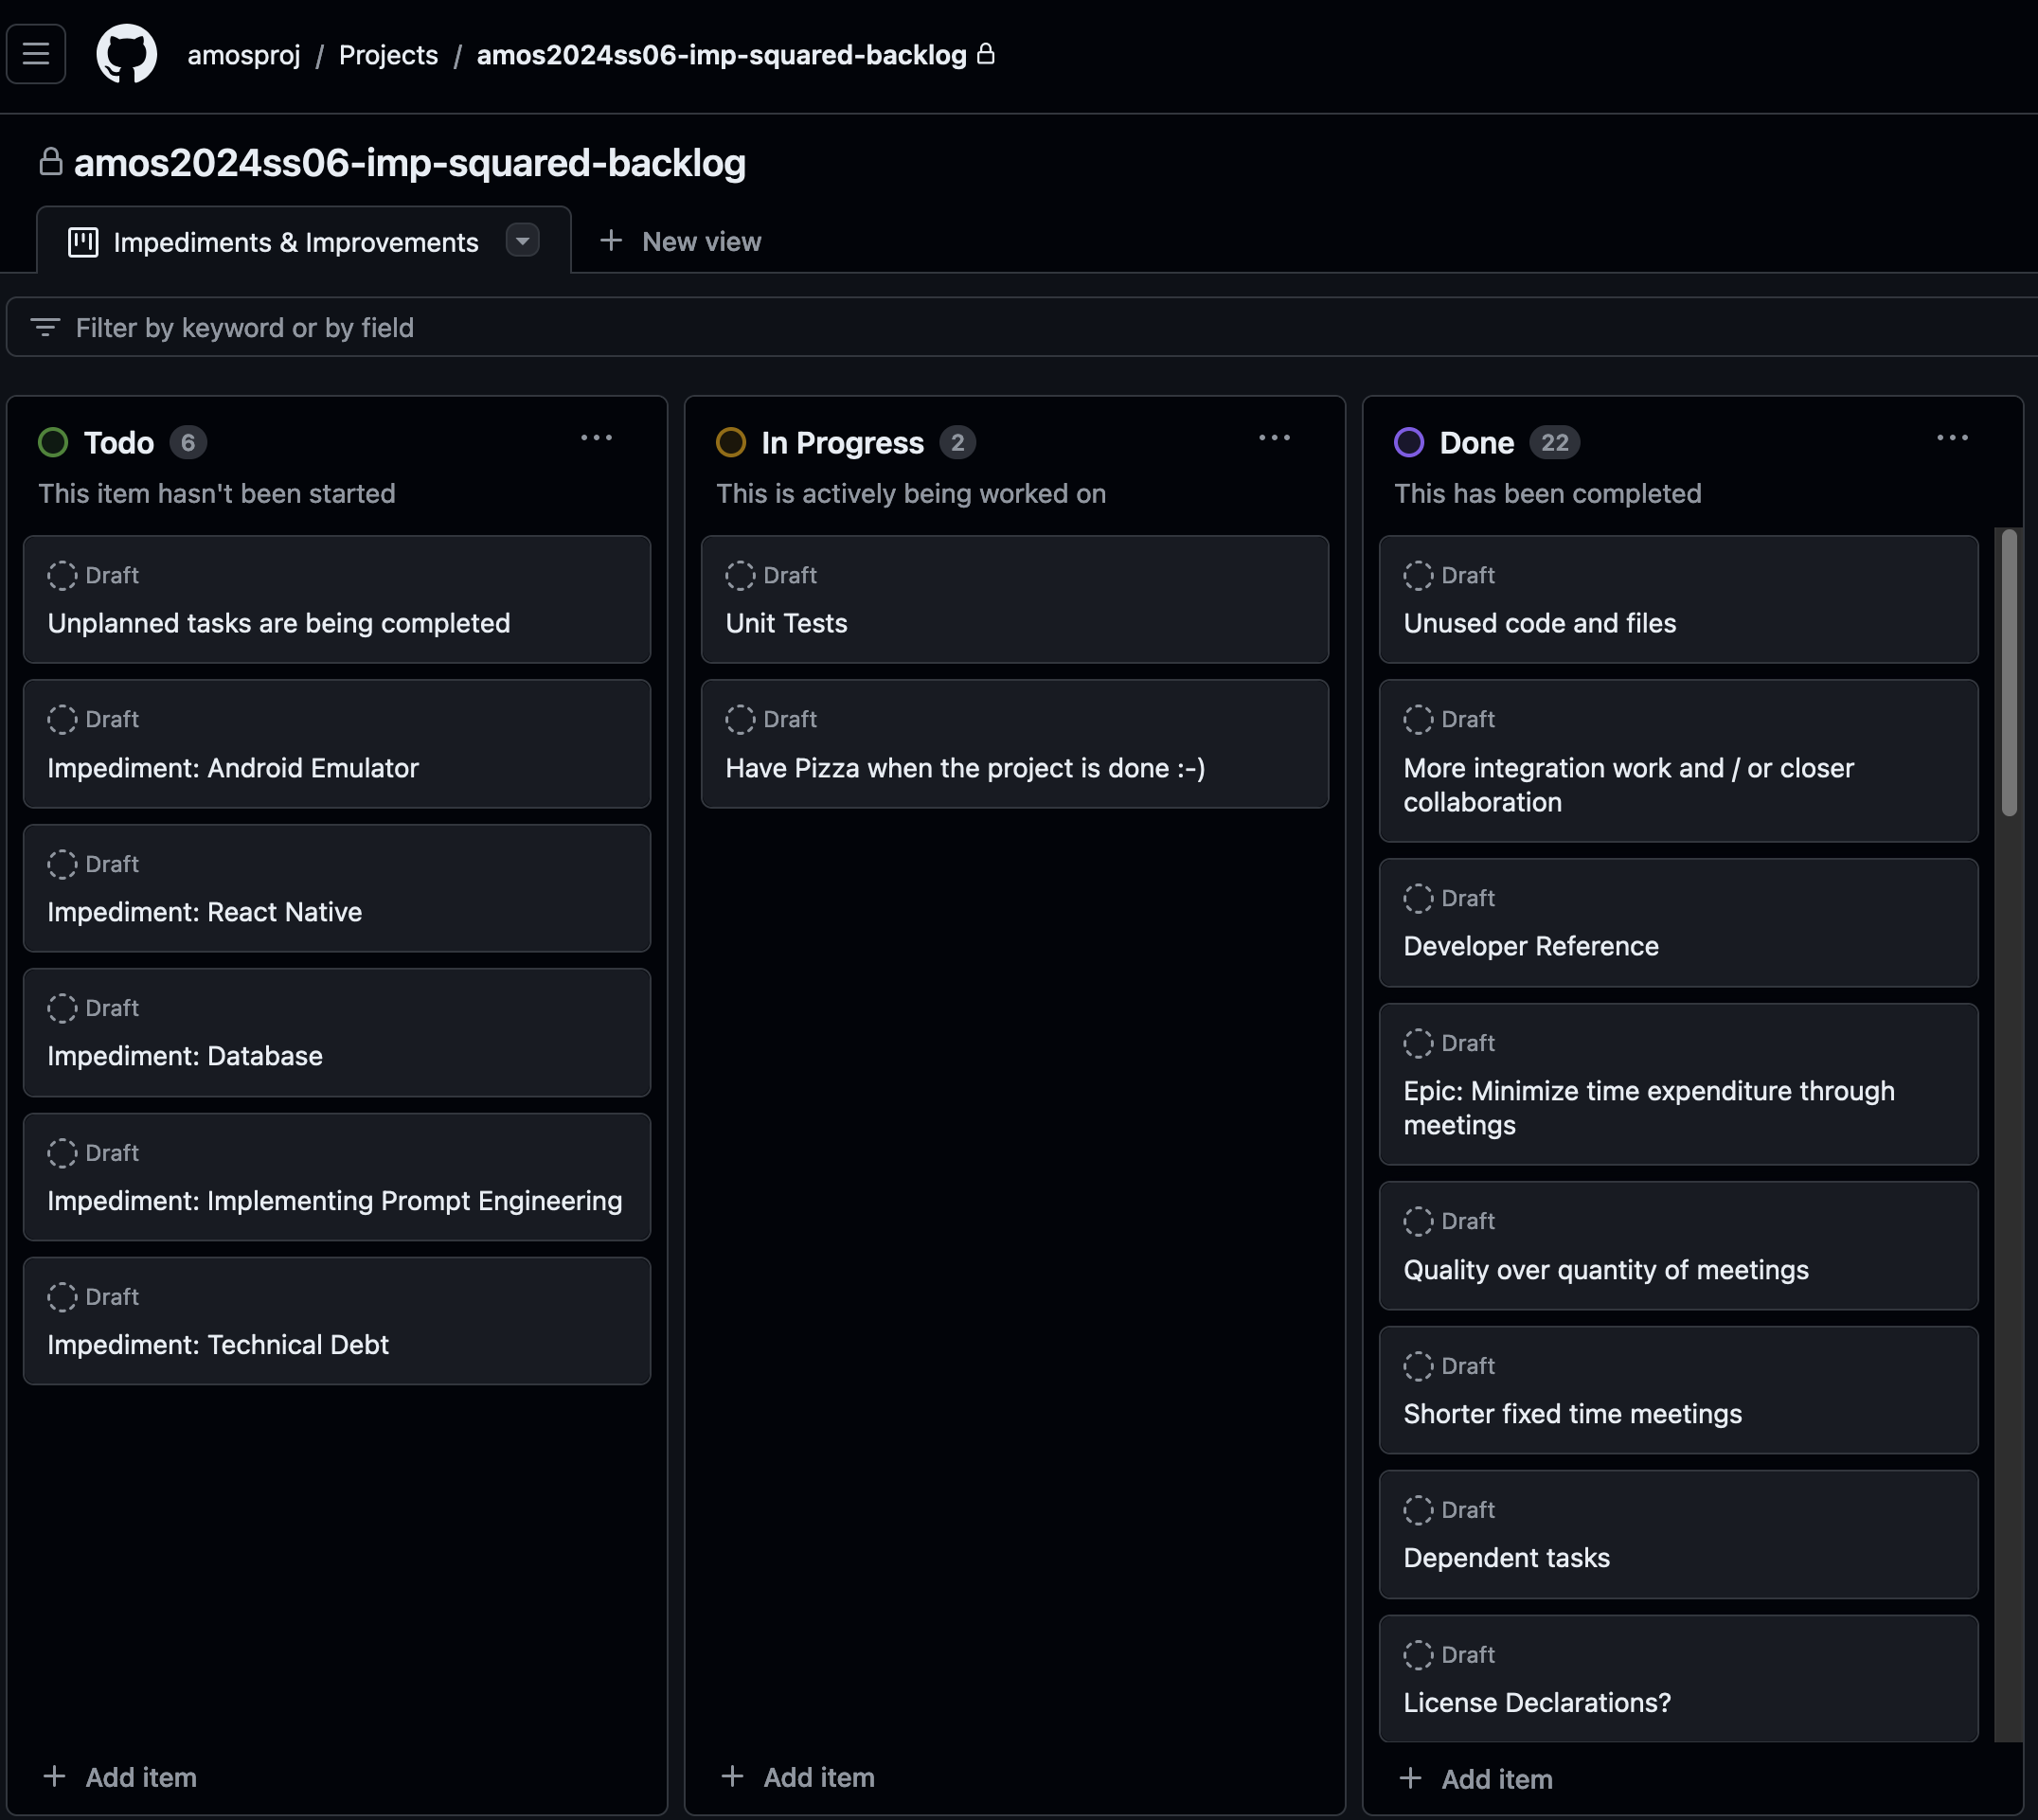 amosproj / Projects / amos2024ss06-imp-squared-backlog
amos2024ss06-imp-squared-backlog
Impediments & Improvements
New view
Filter by keyword or by field
Todo 6
This item hasn't been started
Draft
Unplanned tasks are being completed
Draft
Impediment: Android Emulator
Draft
Impediment: React Native
Draft
Impediment: Database
Draft
Impediment: Implementing Prompt Engineering
Draft
Impediment: Technical Debt
Add item
In Progress 2
This is actively being worked on
Draft
Unit Tests
Draft
Have Pizza when the project is done :-)
Add item
Done 22
This has been completed
Draft
Unused code and files
Draft
More integration work and / or closer
collaboration
Draft
Developer Reference
Draft
Epic: Minimize time expenditure through
meetings
Draft
Quality over quantity of meetings
Draft
Shorter fixed time meetings
Draft
Dependent tasks
Draft
License Declarations?
Add item